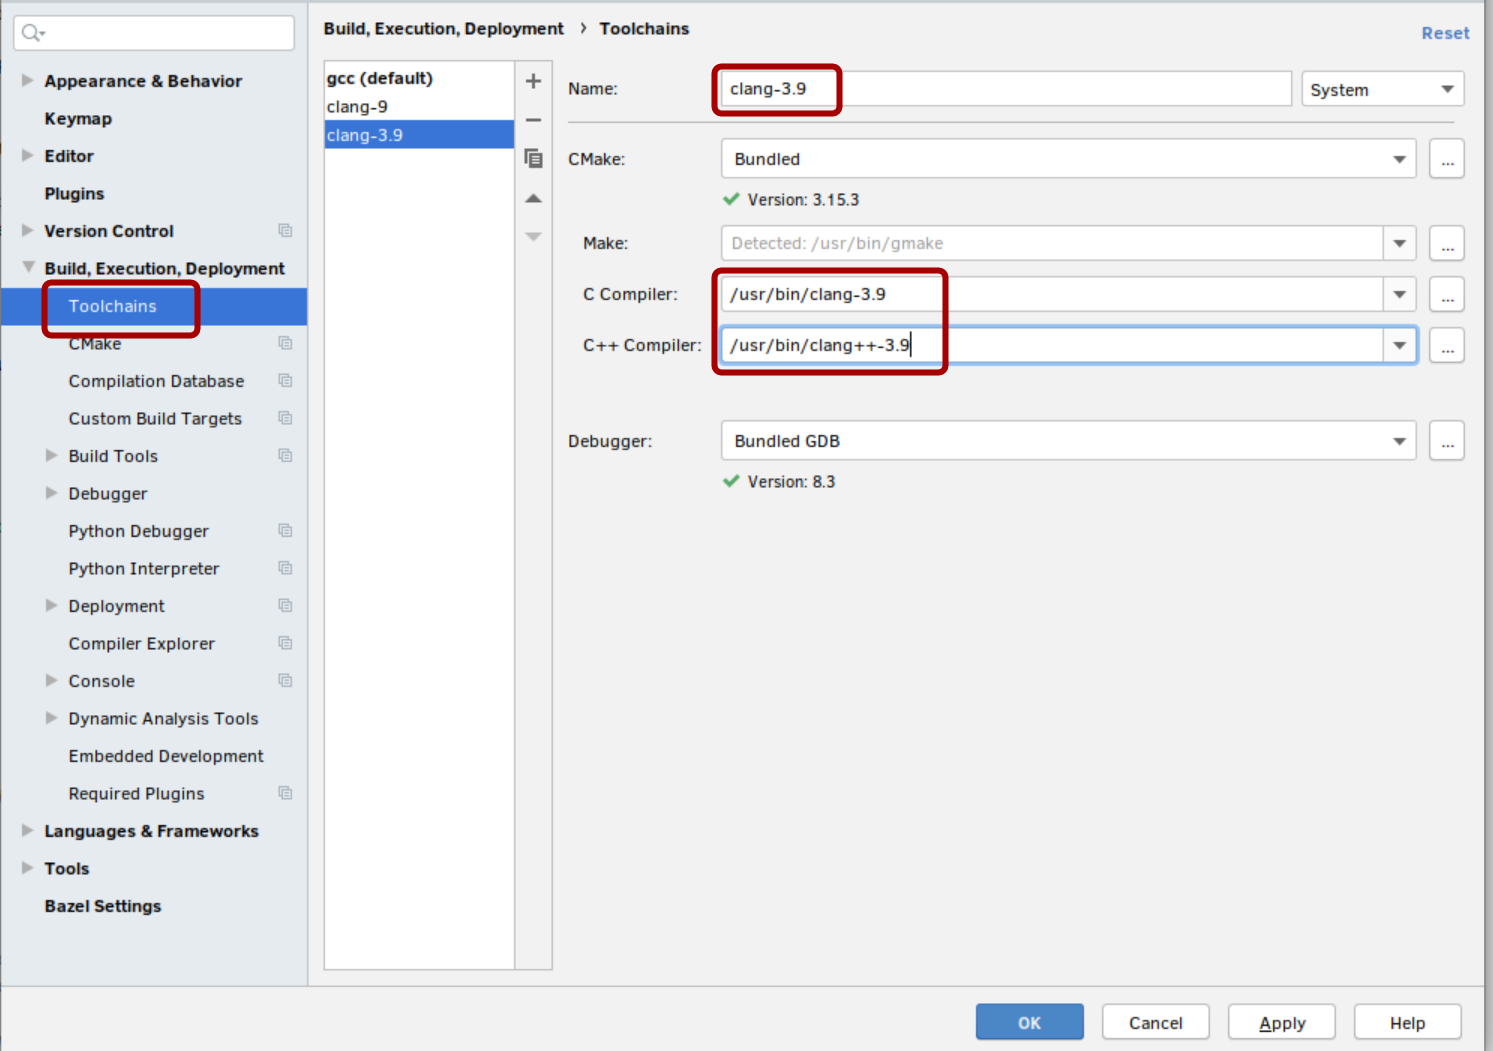 Appearance & Behavior
Keymap
Editor
Plugins
Version Control
Build, Execution, Deployment
Toolchains
CMake
Compilation Database
Custom Build Targets
Build Tools
Debugger
Python Debugger
Python Interpreter
Deployment
Compiler Explorer
Console
Dynamic Analysis Tools
Embedded Development
Required Plugins
Languages & Frameworks
Tools
Bazel Settings
Build, Execution, Deployment › Toolchains
Reset
gcc (default)
clang-9
clang-3.9
Name: clang-3.9 System
CMake: Bundled ...
Version: 3.15.3
Make: Detected: /usr/bin/gmake ...
C Compiler: /usr/bin/clang-3.9 ...
C++ Compiler: /usr/bin/clang++-3.9 ...
Debugger: Bundled GDB ...
Version: 8.3
OK Cancel Apply Help